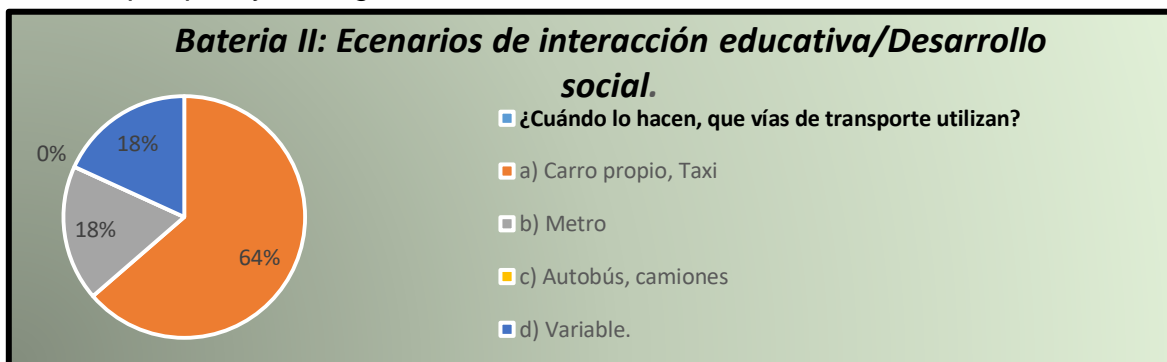 Bateria II: Ecenarios de interacción educativa/Desarrollo
social.
¿Cuándo lo hacen, que vías de transporte utilizan?
a) Carro propio, Taxi
b) Metro
c) Autobús, camiones
d) Variable.
18%
0%
18%
64%